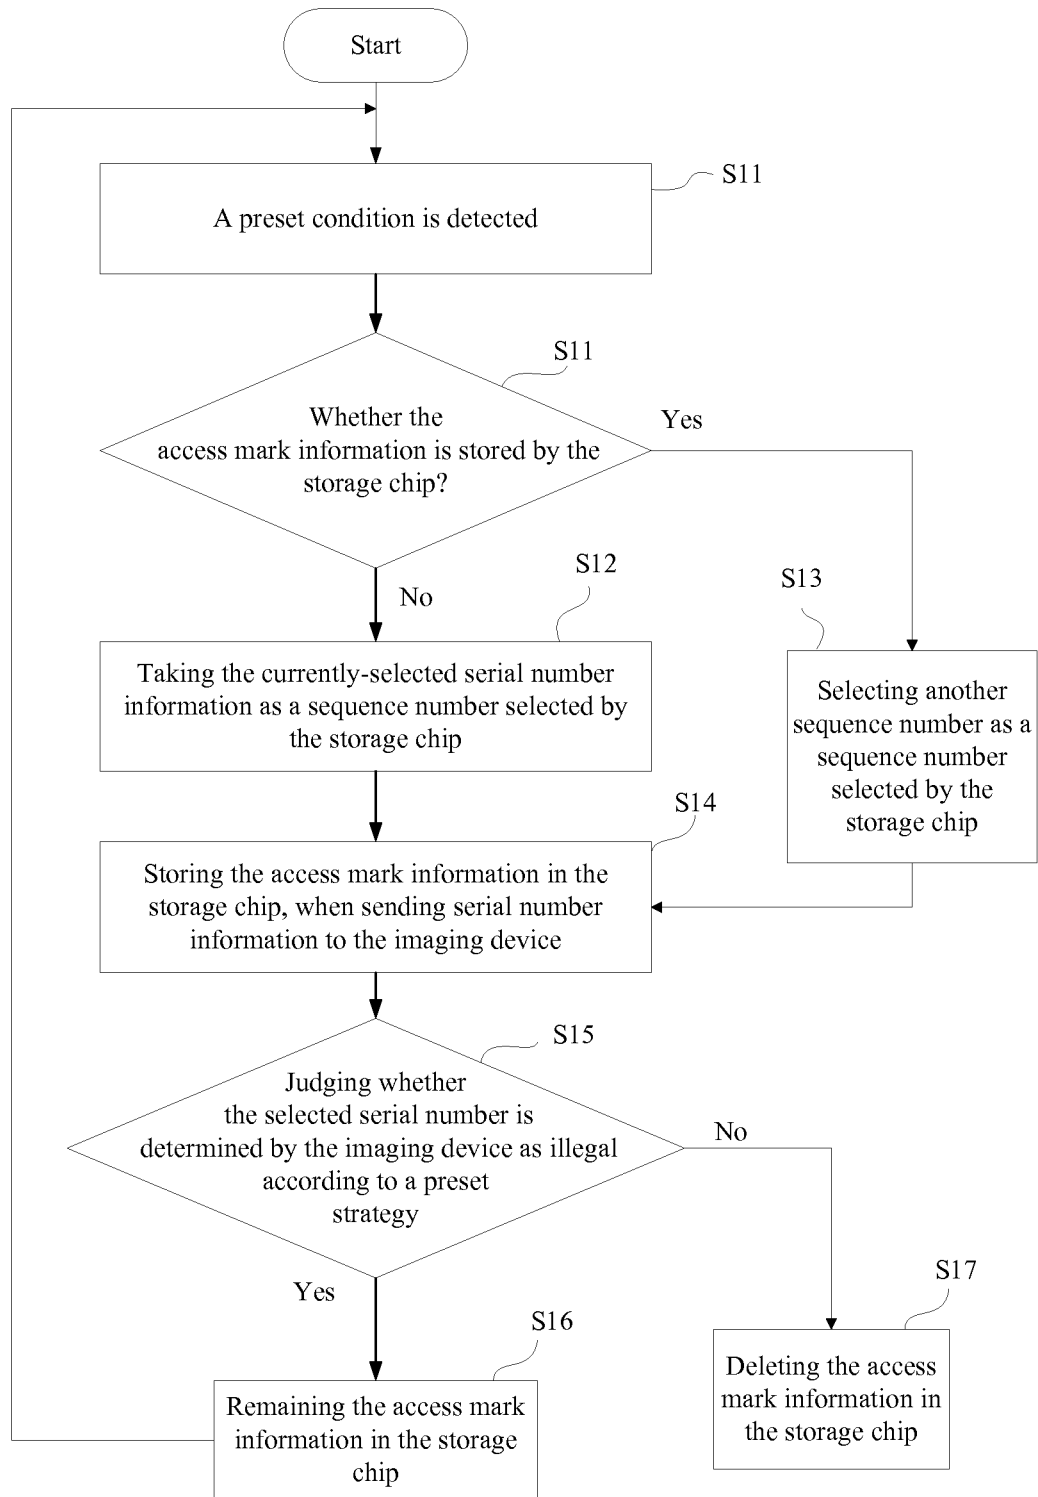 Start
S11
A preset condition is detected
S11
Whether the
access mark information is stored by the
storage chip?
Yes
No
S12
S13
Taking the currently-selected serial number
information as a sequence number selected by
the storage chip
Selecting another
sequence number as a
sequence number
selected by the
storage chip
S14
Storing the access mark information in the
storage chip, when sending serial number
information to the imaging device
S15
Judging whether
the selected serial number is
determined by the imaging device as illegal
according to a preset
strategy
No
Yes
S16
S17
Remaining the access mark
information in the storage
chip
Deleting the access
mark information in
the storage chip